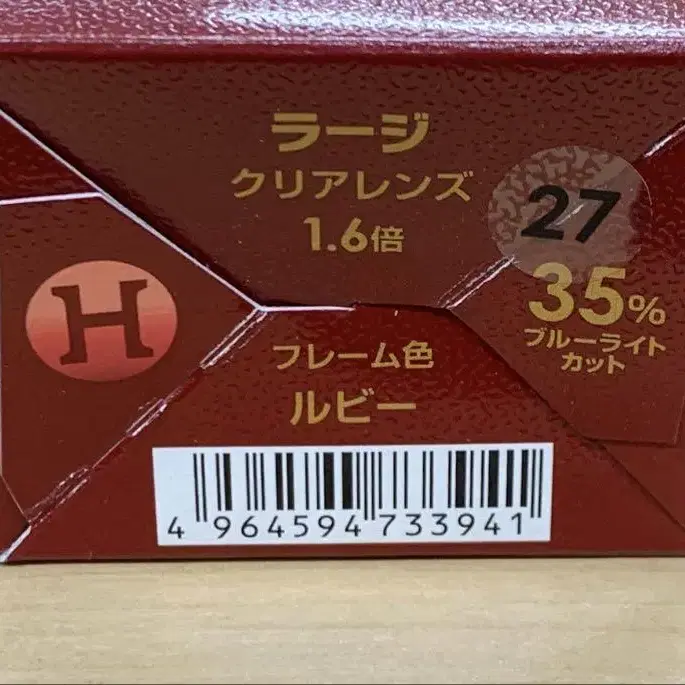 ラージ
クリアレンズ
1.6倍
27
35%
ブルーライト
カット
H
フレーム色
ルビー
4 964594 733941